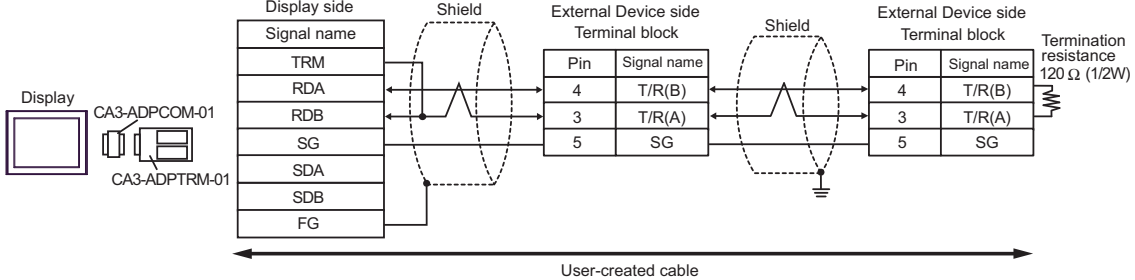 Display
CA3-ADPCOM-01
CA3-ADPTRM-01
Display side
Signal name
TRM
RDA
RDB
SG
SDA
SDB
FG
Shield
External Device side
Terminal block
Pin Signal name
4 T/R(B)
3 T/R(A)
5 SG
Shield
External Device side
Terminal block
Pin Signal name
4 T/R(B)
3 T/R(A)
5 SG
Termination
resistance
120 Ω (1/2W)
User-created cable